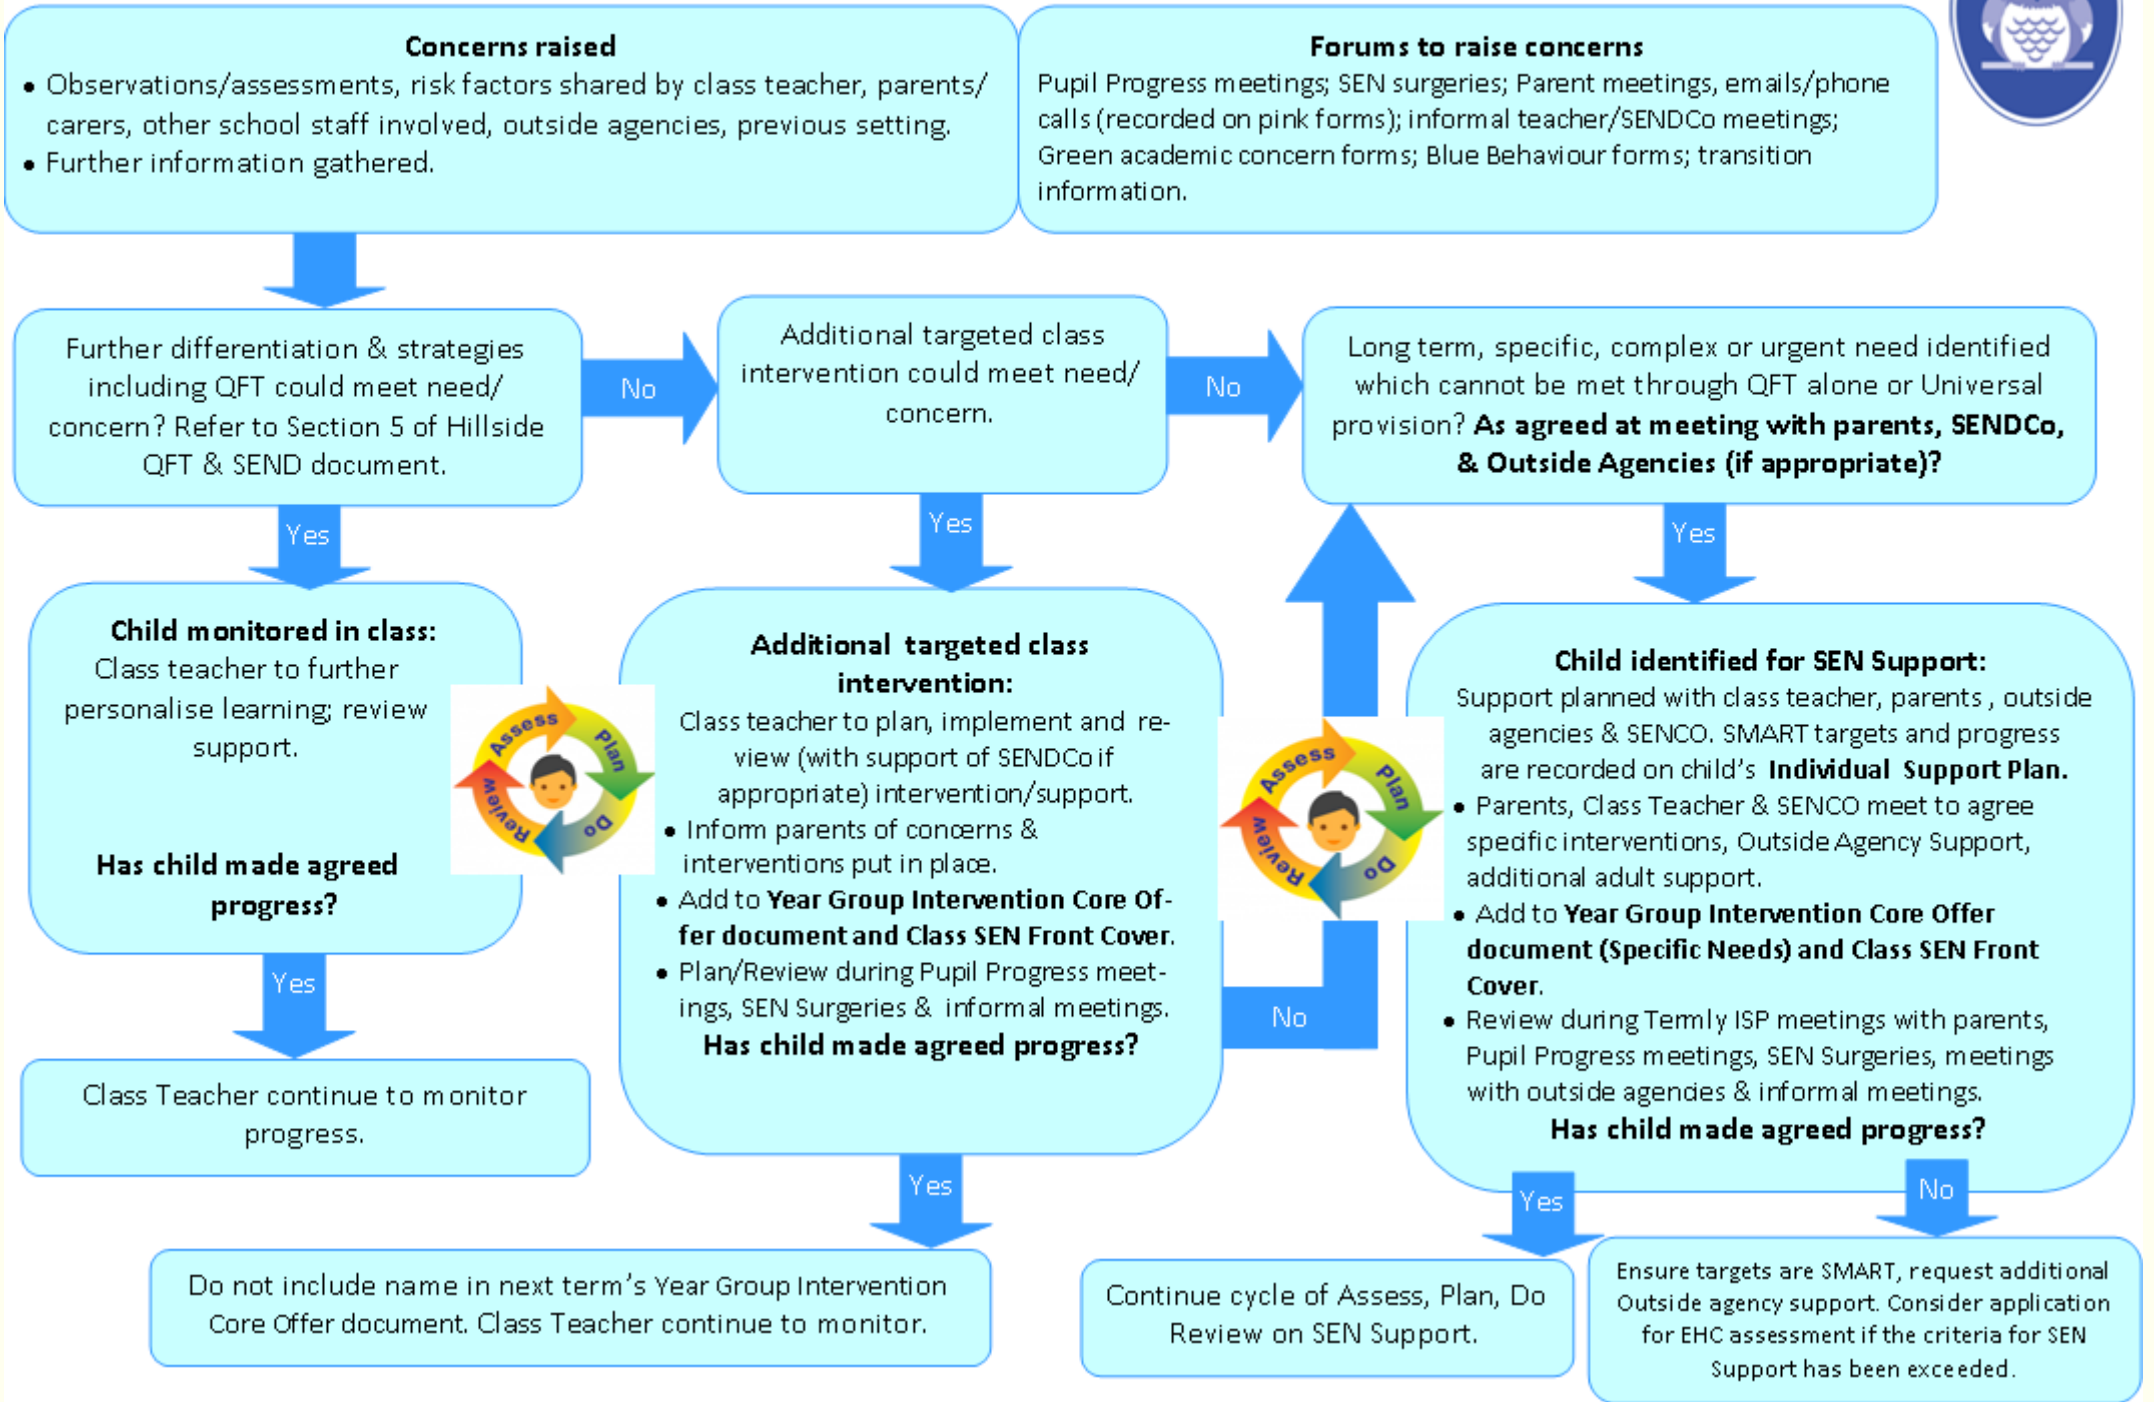 Concerns raised
• Observations/assessments, risk factors shared by class teacher, parents/
carers, other school staff involved, outside agencies, previous setting.
• Further information gathered.
Forums to raise concerns
Pupil Progress meetings; SEN surgeries; Parent meetings, emails/phone
calls (recorded on pink forms); informal teacher/SENDCo meetings;
Green academic concern forms; Blue Behaviour forms; transition
information.
Further differentiation & strategies
including QFT could meet need/
concern? Refer to Section 5 of Hillside
QFT & SEND document.
No
Additional targeted class
intervention could meet need/
concern.
No
Long term, specific, complex or urgent need identified
which cannot be met through QFT alone or Universal
provision? As agreed at meeting with parents, SENDCo,
& Outside Agencies (if appropriate)?
Yes
Yes
Yes
Child monitored in class:
Class teacher to further
personalise learning; review
support.
Has child made agreed
progress?
Assess
Plan
Do
Review
Additional targeted class
intervention:
Class teacher to plan, implement and re-
view (with support of SENDCo if
appropriate) intervention/support.
• Inform parents of concerns &
interventions put in place.
• Add to Year Group Intervention Core Of-
fer document and Class SEN Front Cover.
• Plan/Review during Pupil Progress meet-
ings, SEN Surgeries & informal meetings.
Has child made agreed progress?
Assess
Plan
Do
Review
No
Child identified for SEN Support:
Support planned with class teacher, parents , outside
agencies & SENCO. SMART targets and progress
are recorded on child's Individual Support Plan.
• Parents, Class Teacher & SENCO meet to agree
specific interventions, Outside Agency Support,
additional adult support.
• Add to Year Group Intervention Core Offer
document (Specific Needs) and Class SEN Front
Cover.
• Review during Termly ISP meetings with parents,
Pupil Progress meetings, SEN Surgeries, meetings
with outside agencies & informal meetings.
Has child made agreed progress?
Yes
Class Teacher continue to monitor
progress.
Yes
Do not include name in next term's Year Group Intervention
Core Offer document. Class Teacher continue to monitor.
Yes
Continue cycle of Assess, Plan, Do
Review on SEN Support.
No
Ensure targets are SMART, request additional
Outside agency support. Consider application
for EHC assessment if the criteria for SEN
Support has been exceeded.